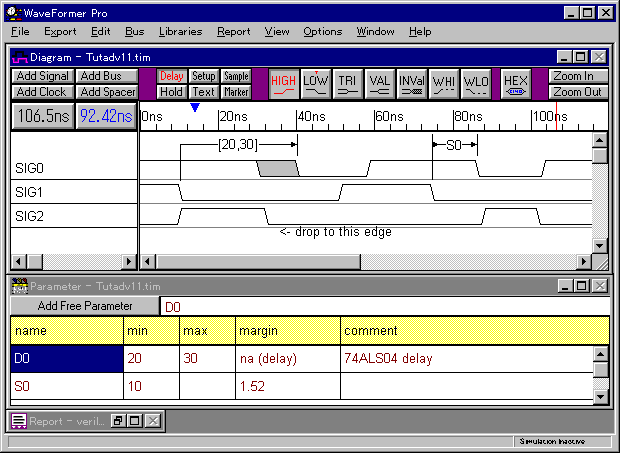 WaveFormer Pro
File Export Edit Bus Libraries Report View Options Window Help
Diagram - Tutadv11.tim
Add Signal Add Bus Delay Setup Sample HIGH LOW TRI VAL INVal WHI WLO HEX Zoom In
Add Clock Add Spacer Hold Text Marker Zoom Out
106.5ns 92.42ns 0ns 20ns 40ns 60ns 80ns 100ns
[20,30] S0
SIG0
SIG1
SIG2
<- drop to this edge
Parameter - Tutadv11.tim
Add Free Parameter D0
name min max margin comment
D0 20 30 na (delay) 74ALS04 delay
S0 10 1.52
Report - veril...
Simulation Inactive